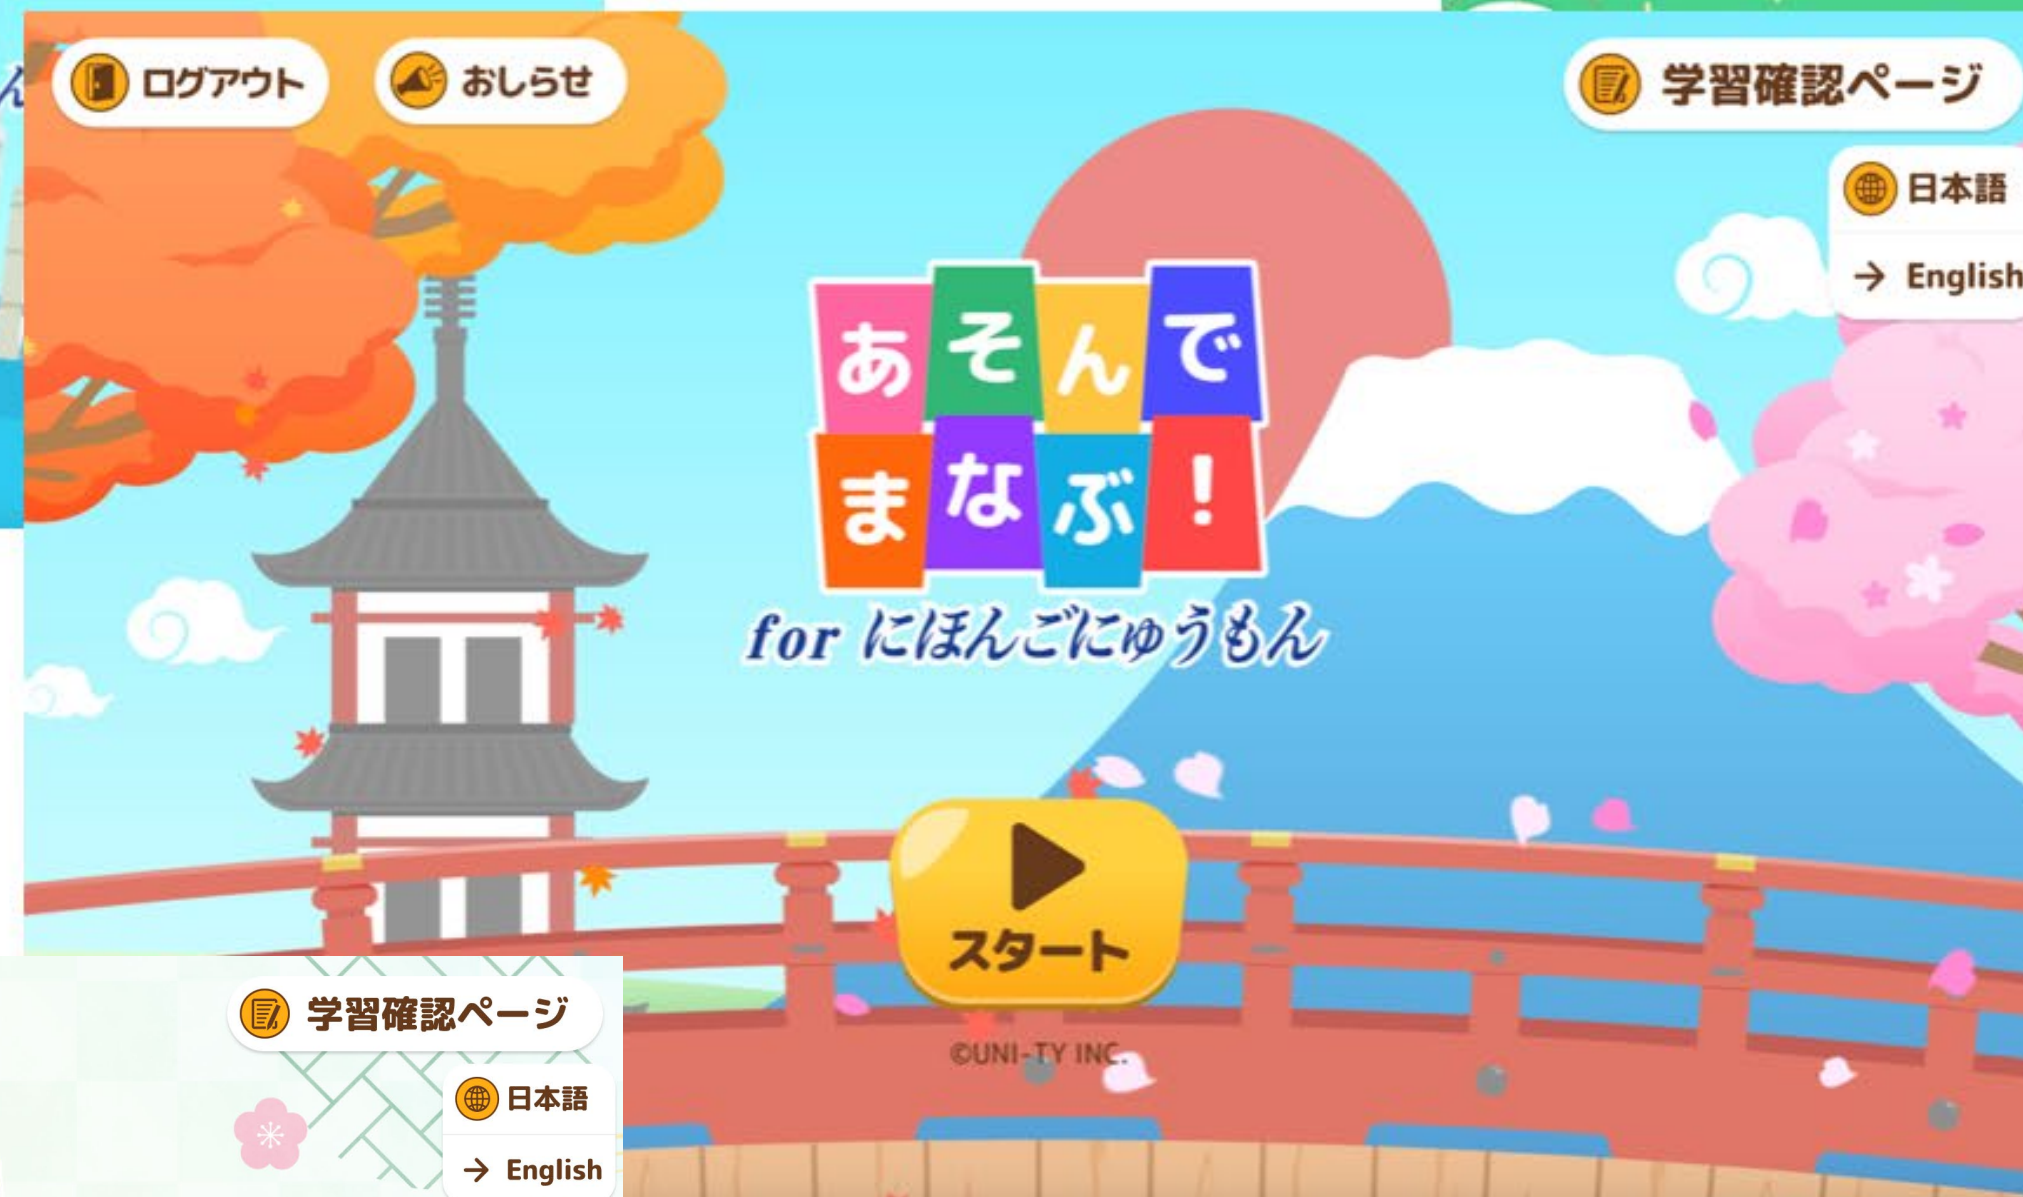 ログアウト
おしらせ
学習確認ページ
日本語
→ English
あそんで
まなぶ！
for にほんごにゅうもん
スタート
©UNI-TY INC.
学習確認ページ
日本語
→ English